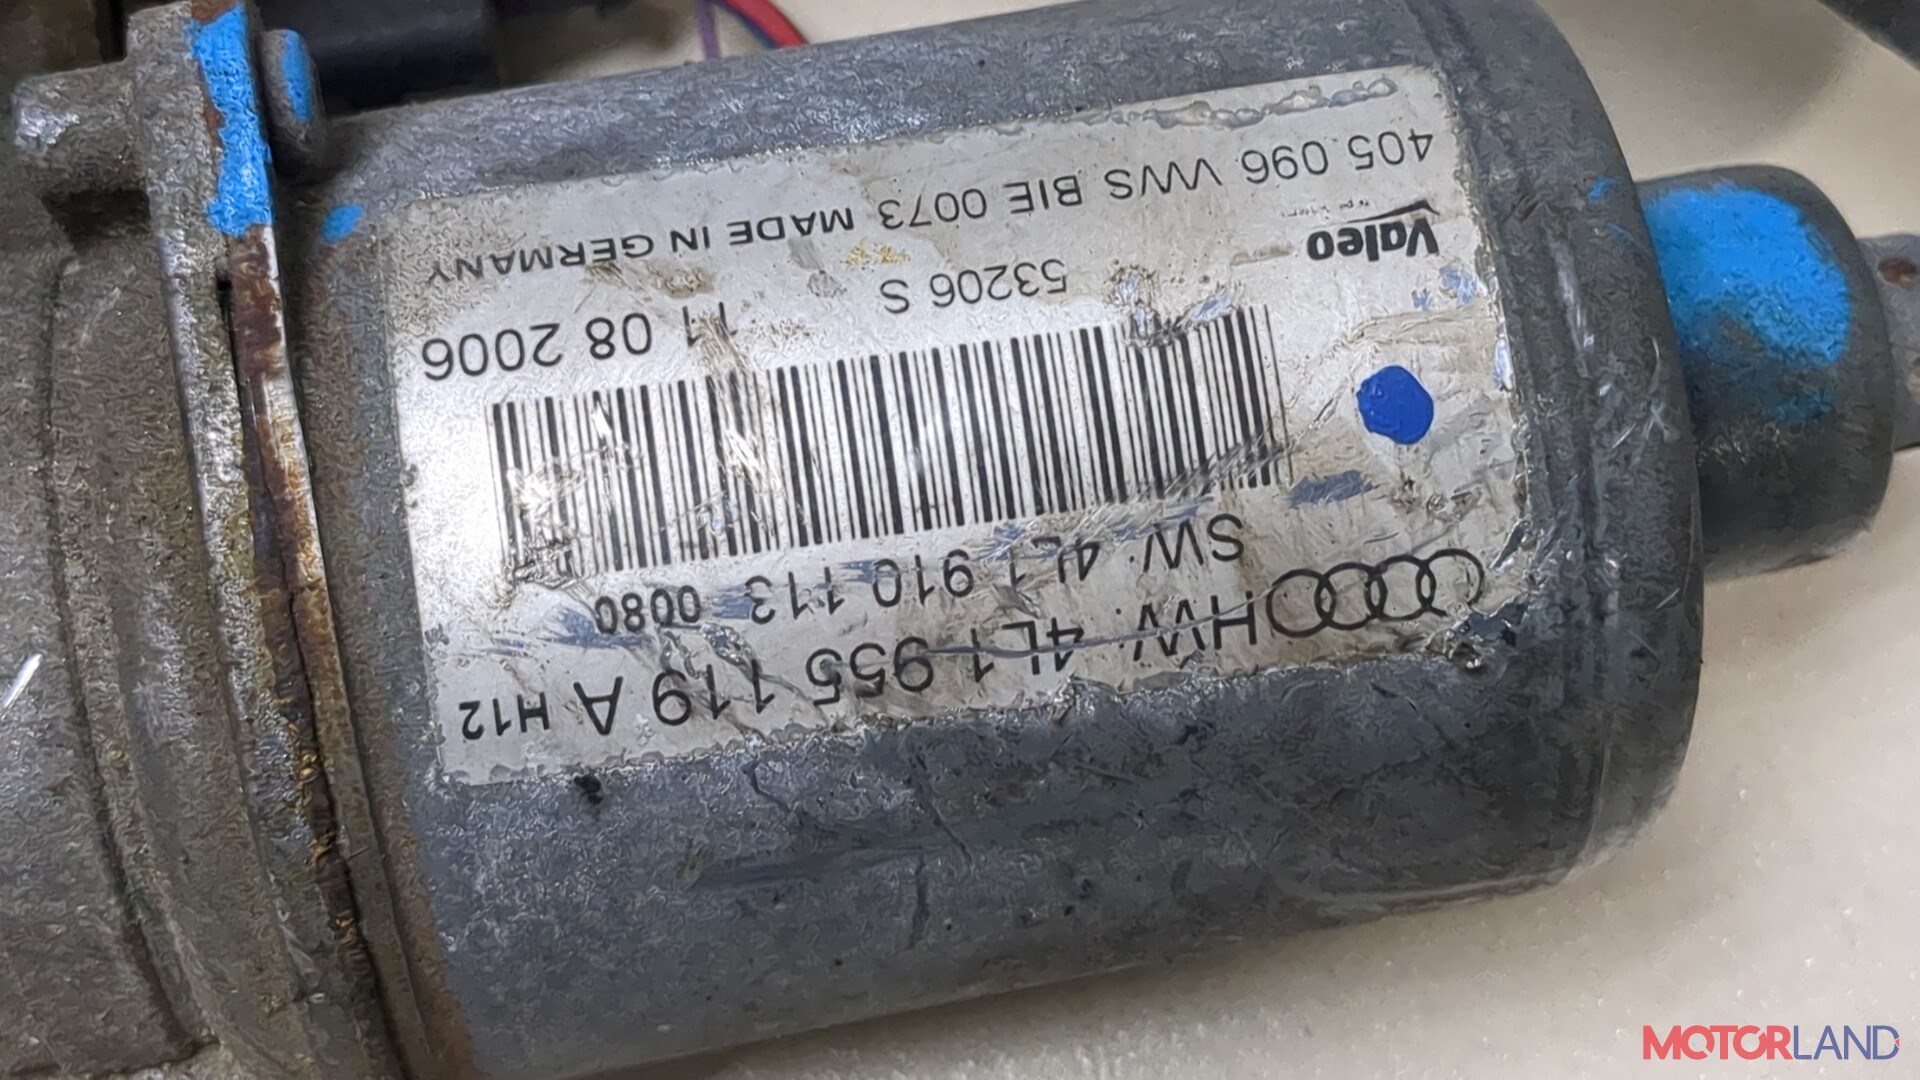 HW: 4L1 955 119 A H12
SW: 4L1 910 113 0080
53206 S
11 08 2006
Valeo
405.096 VWS BIE 0073 MADE IN GERMANY
MOTORLAND